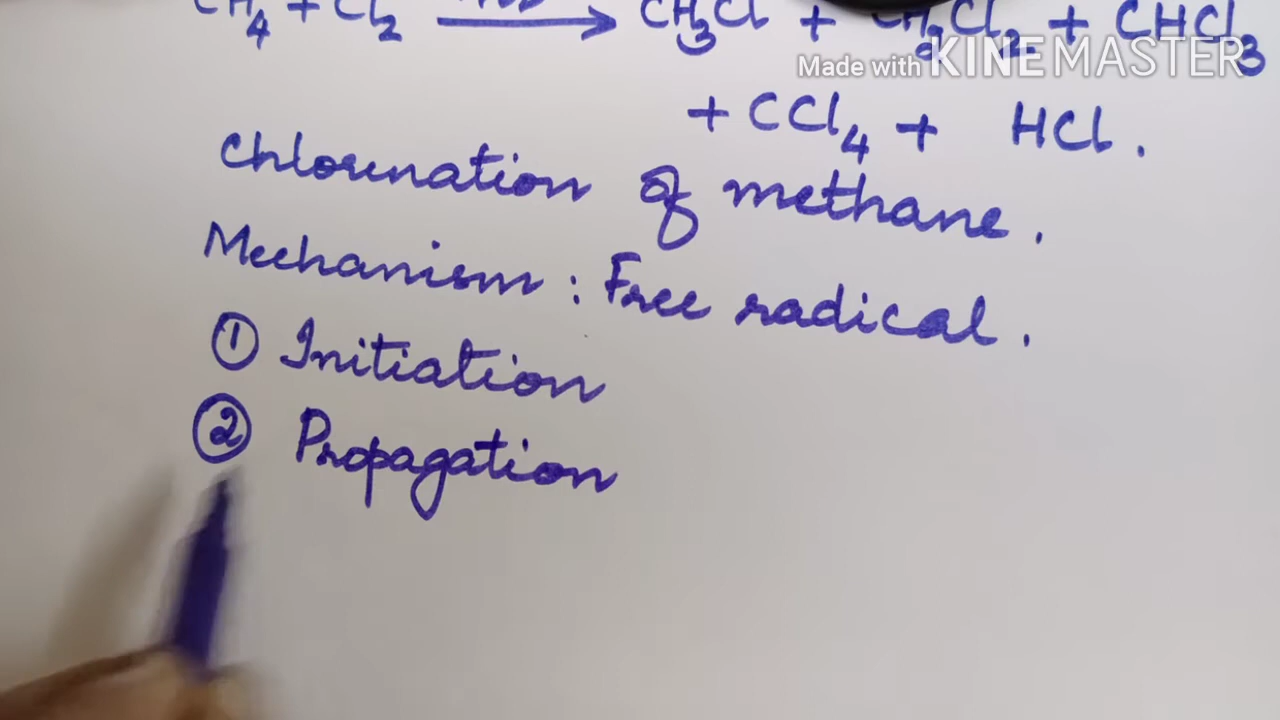 CH4 + Cl2 → CH3Cl + CH2Cl2 + CHCl3
Made with KINEMASTER
+ CCl4 + HCl.
Chlorination of methane.
Mechanism : Free radical.
① Initiation
② Propagation